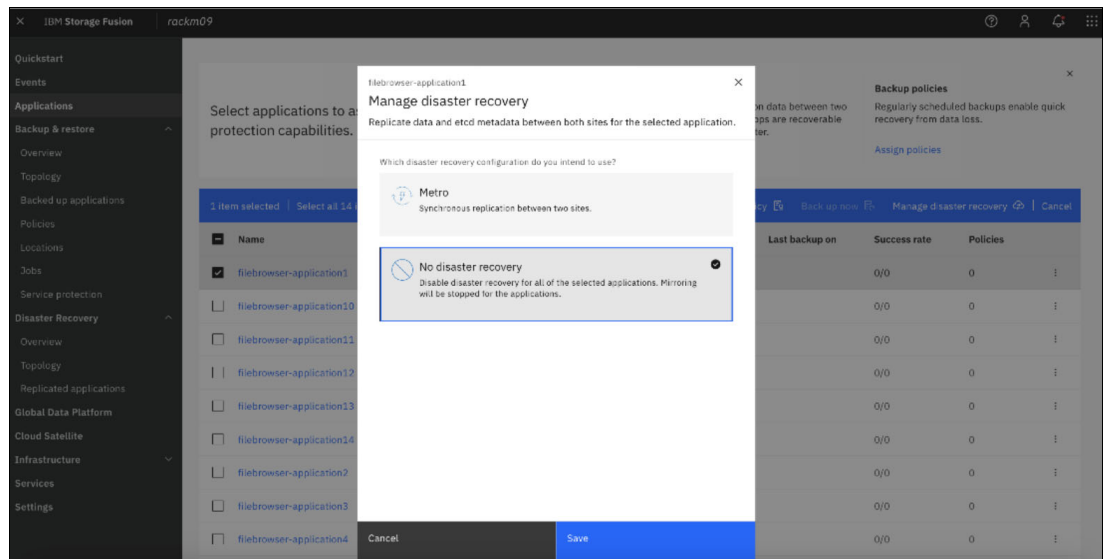 IBM Storage Fusion
rackm09
Quickstart
Events
Applications
Backup & restore
Overview
Topology
Backed up applications
Policies
Locations
Jobs
Service protection
Disaster Recovery
Overview
Topology
Replicated applications
Global Data Platform
Cloud Satellite
Infrastructure
Services
Settings
Select applications to a
protection capabilities.
on data between two
ps are recoverable
ter.
Backup policies
Regularly scheduled backups enable quick
recovery from data loss.
Assign policies
1 item selected | Select all 14 i
cy Back up now Manage disaster recovery | Cancel
Name Last backup on Success rate Policies
filebrowser-application1 0/0 0
filebrowser-application10 0/0 0
filebrowser-application11 0/0 0
filebrowser-application12 0/0 0
filebrowser-application13 0/0 0
filebrowser-application14 0/0 0
filebrowser-application2 0/0 0
filebrowser-application3 0/0 0
filebrowser-application4 0/0 0
filebrowser-application1
Manage disaster recovery
Replicate data and etcd metadata between both sites for the selected application.
Which disaster recovery configuration do you intend to use?
Metro
Synchronous replication between two sites.
No disaster recovery
Disable disaster recovery for all of the selected applications. Mirroring
will be stopped for the applications.
Cancel
Save